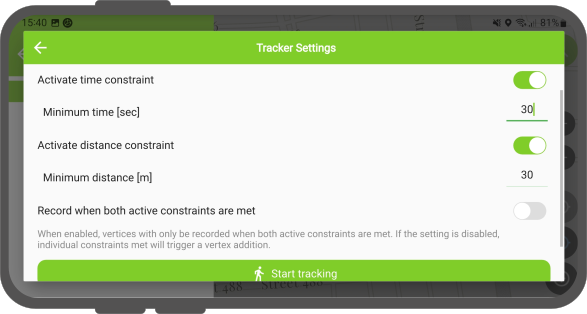 15:40
81%
Tracker Settings
Activate time constraint
Minimum time [sec]
30
Activate distance constraint
Minimum distance [m]
30
Record when both active constraints are met
When enabled, vertices with only be recorded when both active constraints are met. If the setting is disabled,
individual constraints met will trigger a vertex addition.
Start tracking
Street 488